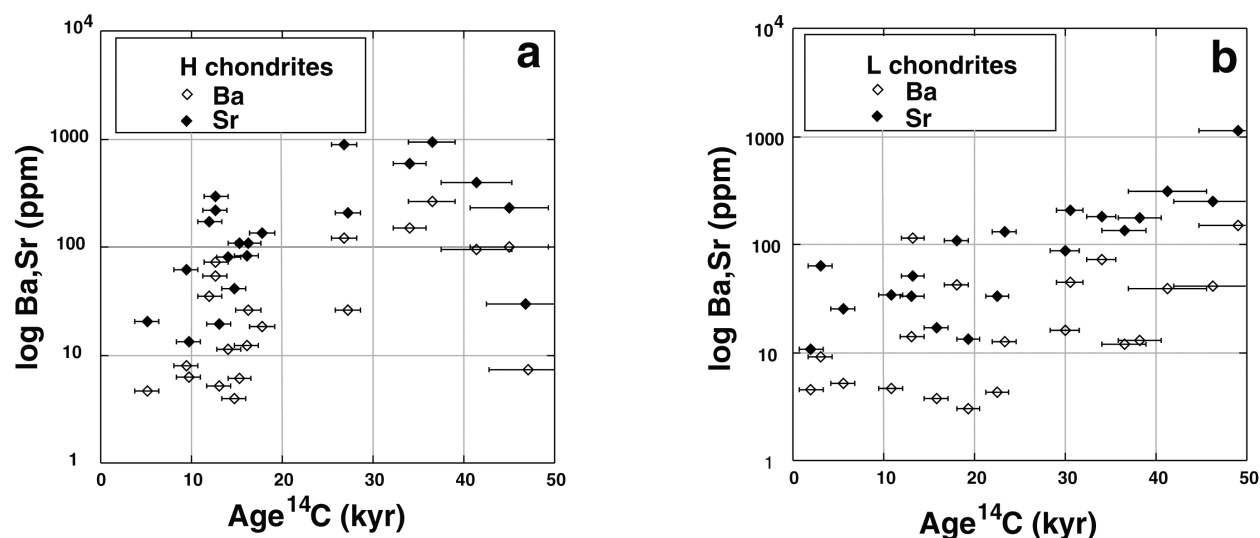 a
H chondrites
Ba
Sr
10^4
1000
100
10
1
log Ba,Sr (ppm)
0 10 20 30 40 50
Age^14C (kyr)
b
L chondrites
Ba
Sr
10^4
1000
100
10
1
log Ba,Sr (ppm)
0 10 20 30 40 50
Age^14C (kyr)